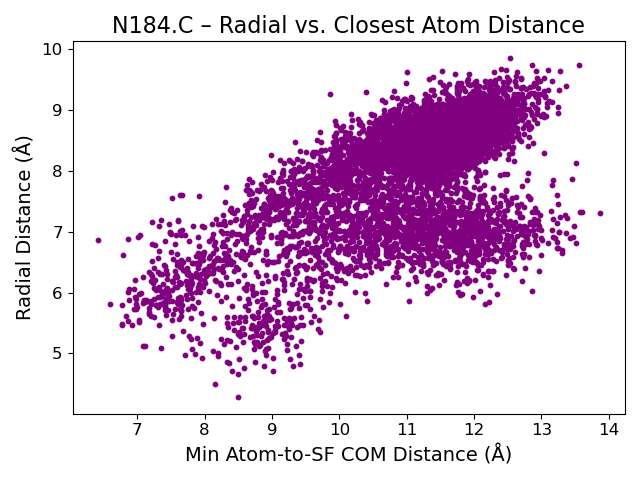 N184.C – Radial vs. Closest Atom Distance
Radial Distance (Å)
10
9
8
7
6
5
7 8 9 10 11 12 13 14
Min Atom-to-SF COM Distance (Å)